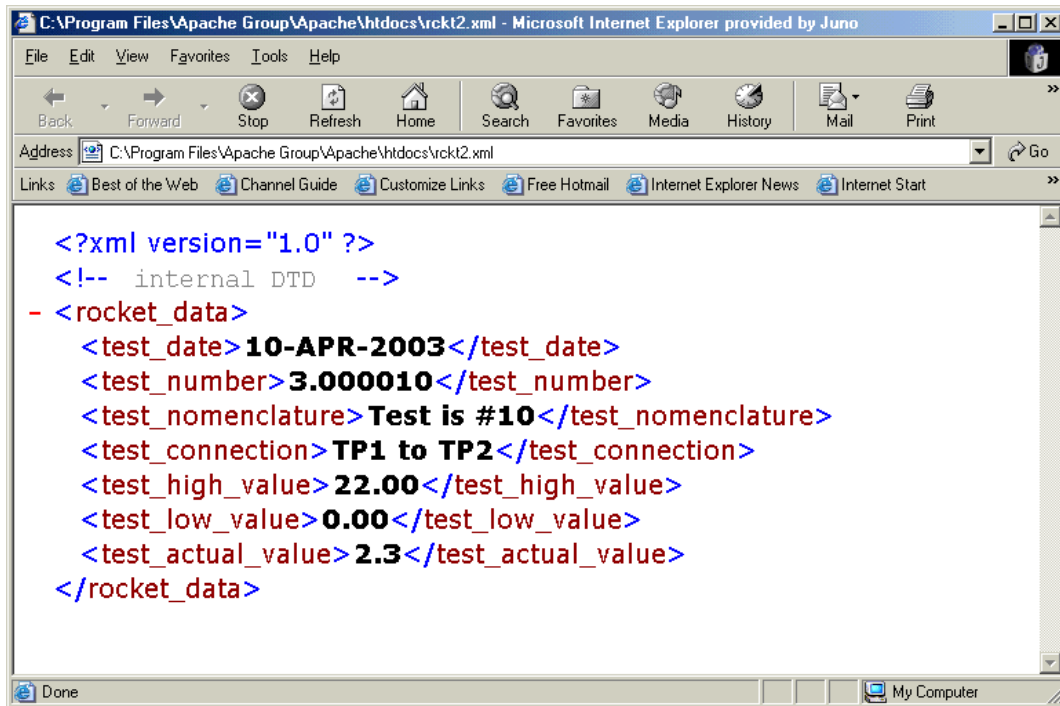 C:\Program Files\Apache Group\Apache\htdocs\rckt2.xml - Microsoft Internet Explorer provided by Juno
File Edit View Favorites Tools Help
Back Forward Stop Refresh Home Search Favorites Media History Mail Print »
Address C:\Program Files\Apache Group\Apache\htdocs\rckt2.xml Go
Links Best of the Web Channel Guide Customize Links Free Hotmail Internet Explorer News Internet Start »
<?xml version="1.0" ?>
<!-- internal DTD -->
- <rocket_data>
<test_date>10-APR-2003</test_date>
<test_number>3.000010</test_number>
<test_nomenclature>Test is #10</test_nomenclature>
<test_connection>TP1 to TP2</test_connection>
<test_high_value>22.00</test_high_value>
<test_low_value>0.00</test_low_value>
<test_actual_value>2.3</test_actual_value>
</rocket_data>
Done My Computer